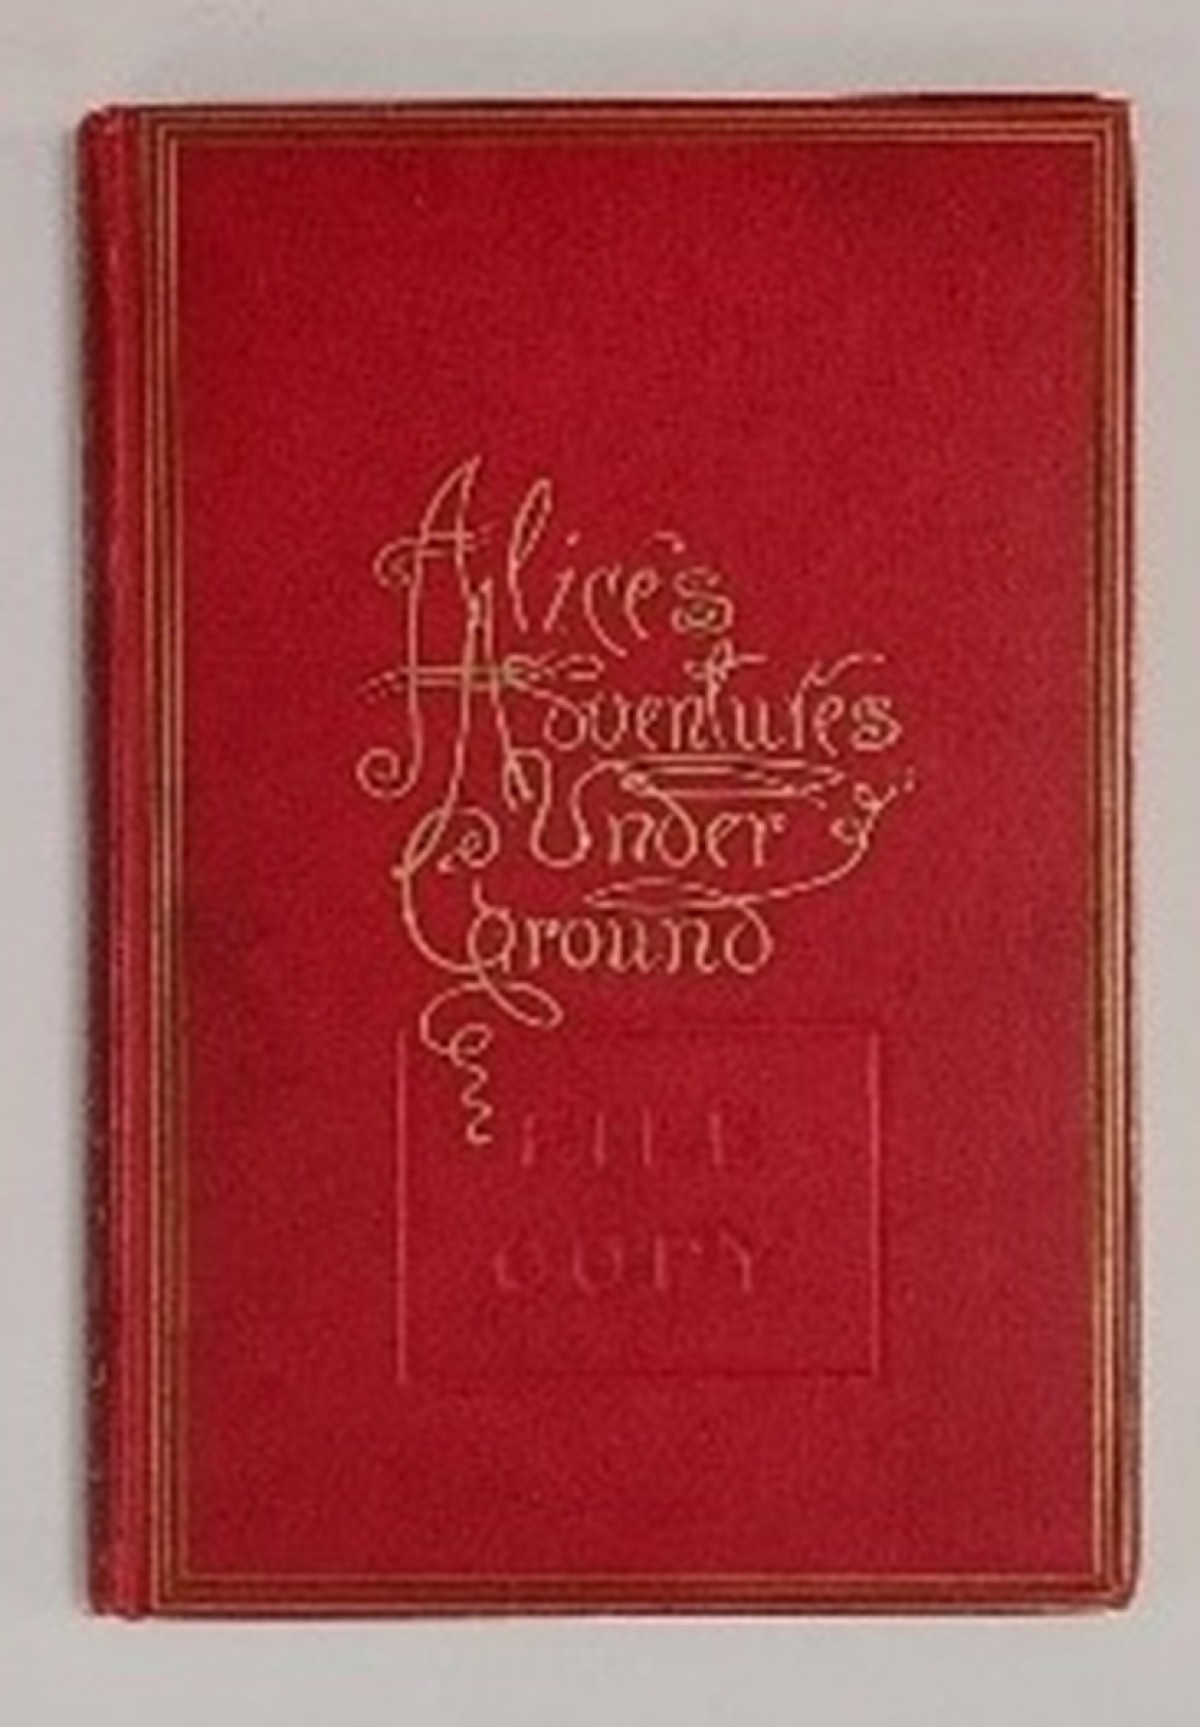 Alice's
Adventures
Under
Ground
FILE
COPY